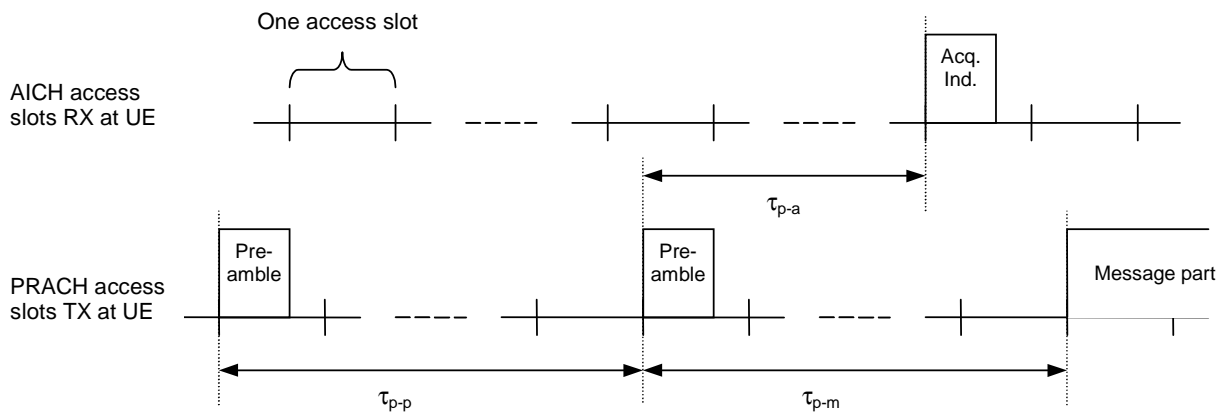 One access slot
Acq.
Ind.
AICH access
slots RX at UE
τp-a
Pre-
amble
Pre-
amble
Message part
PRACH access
slots TX at UE
τp-p
τp-m